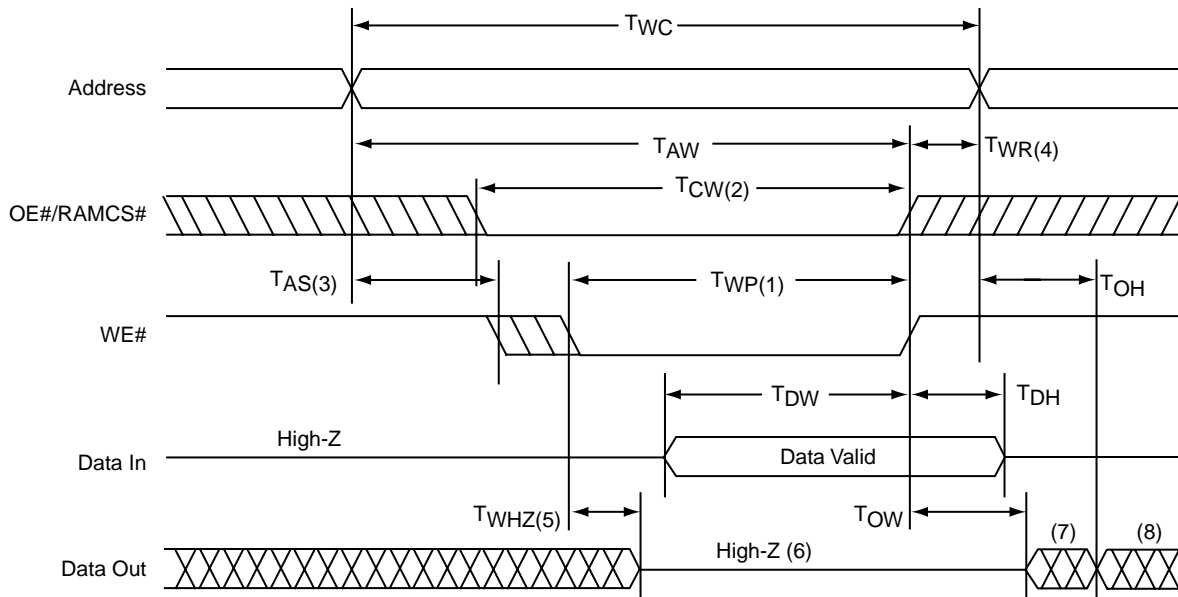 TWC
Address
TAW
TWR(4)
TCW(2)
OE#/RAMCS#
TAS(3)
TWP(1)
TOH
WE#
TDW
TDH
High-Z
Data In
Data Valid
TWHZ(5)
TOW
High-Z (6)
(7)
(8)
Data Out